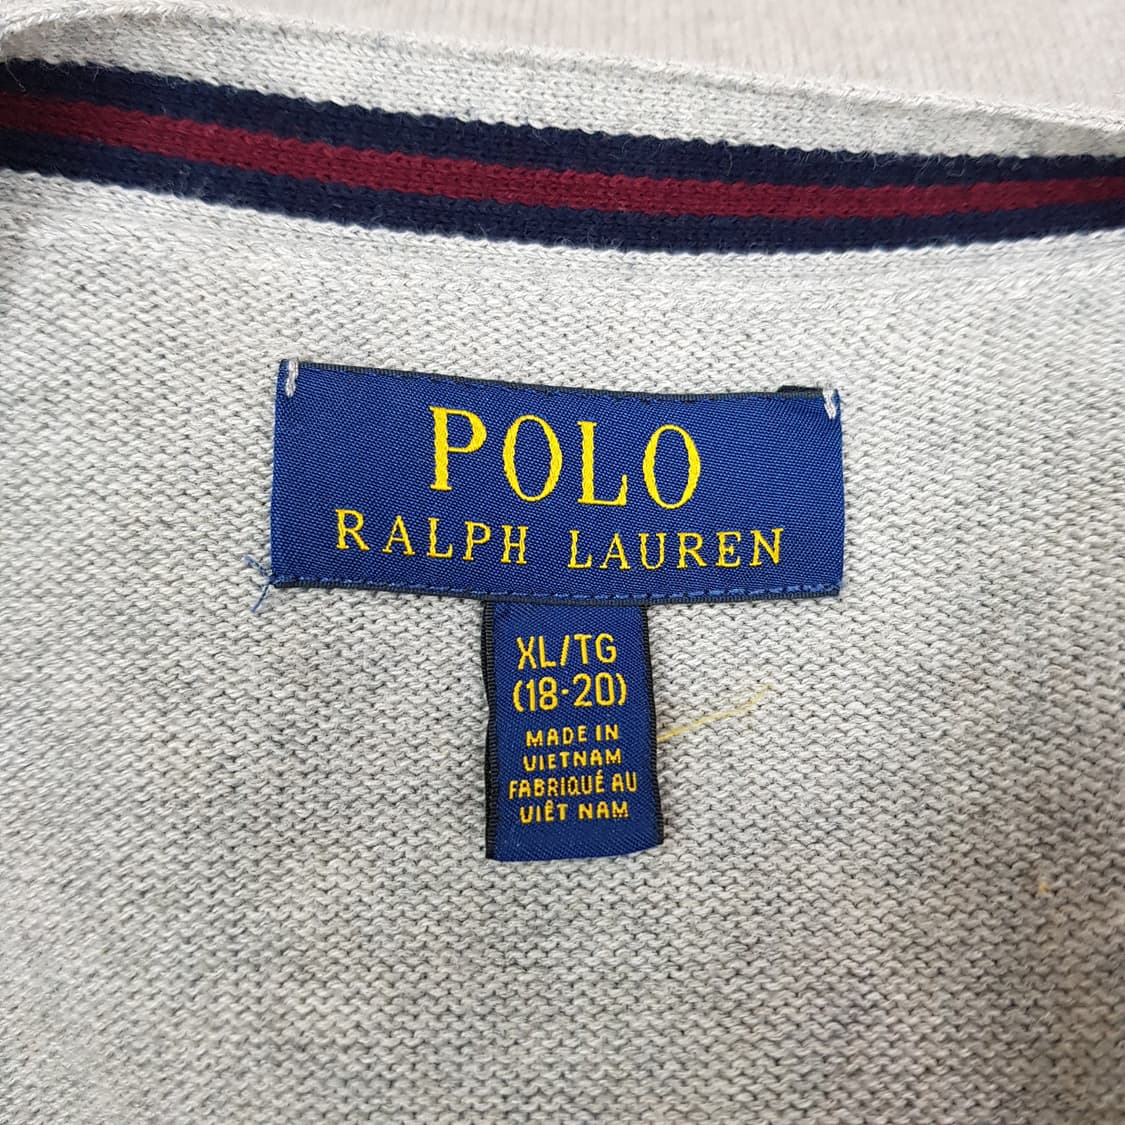 POLO
RALPH LAUREN
XL/TG
(18-20)
MADE IN
VIETNAM
FABRIQUÉ AU
VIÊT NAM